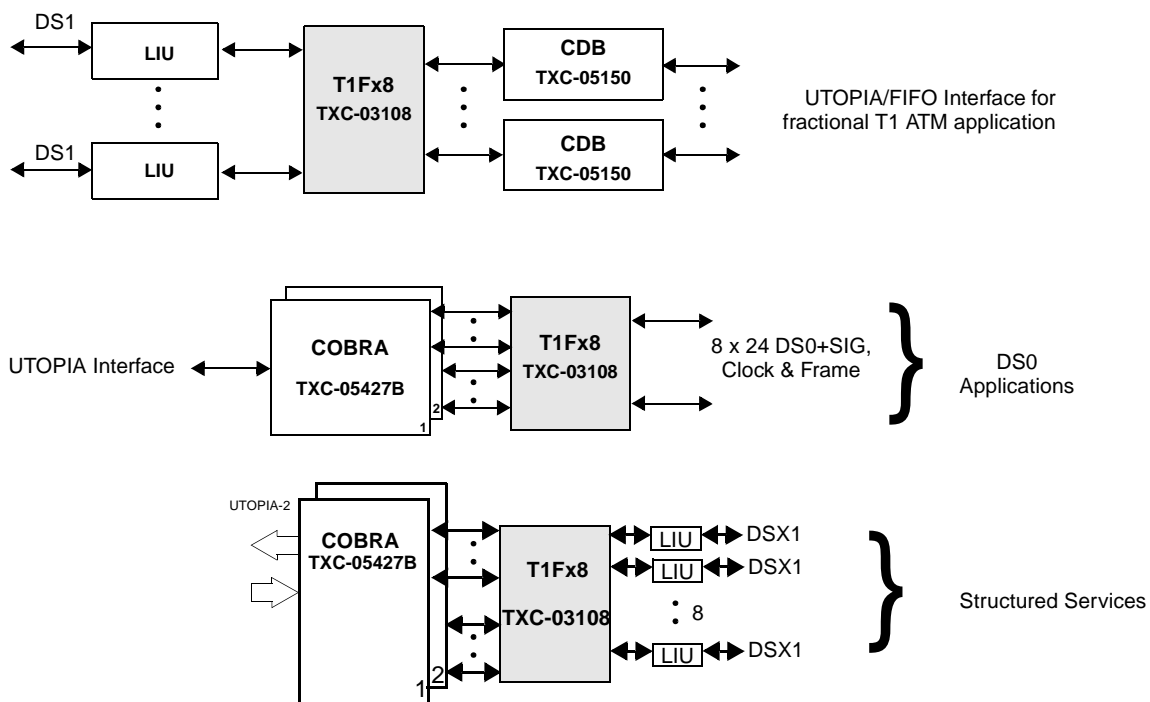 DS1
LIU
DS1
LIU
T1Fx8
TXC-03108
CDB
TXC-05150
CDB
TXC-05150
UTOPIA/FIFO Interface for
fractional T1 ATM application
UTOPIA Interface
COBRA
TXC-05427B
1
2
T1Fx8
TXC-03108
8 x 24 DS0+SIG,
Clock & Frame
DS0
Applications
UTOPIA-2
COBRA
TXC-05427B
1
2
T1Fx8
TXC-03108
LIU
DSX1
LIU
DSX1
8
LIU
DSX1
Structured Services